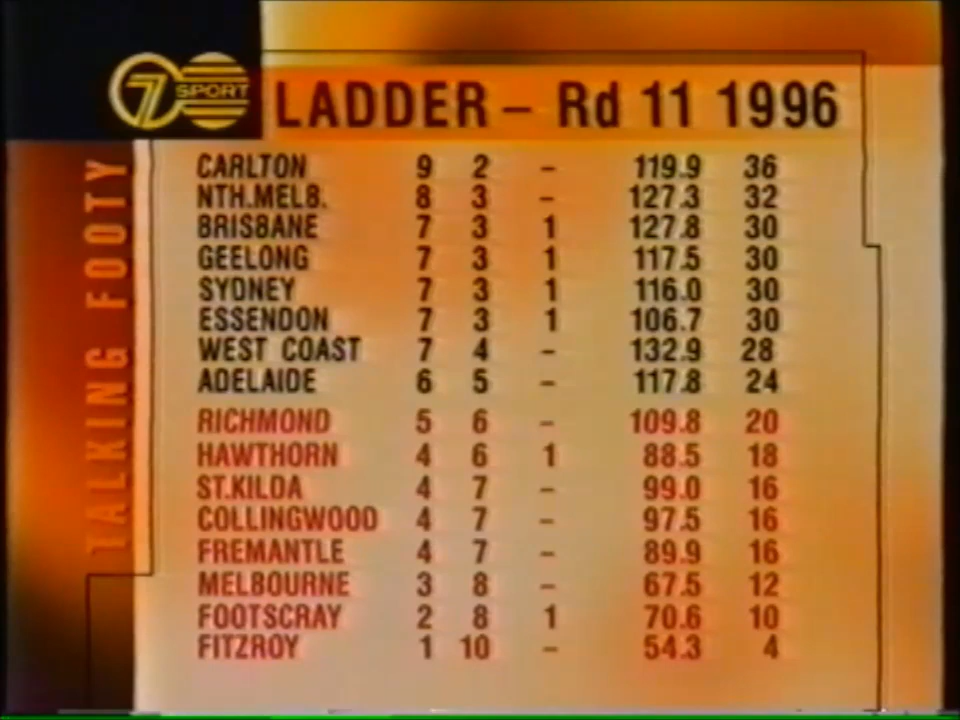 7 SPORT
LADDER – Rd 11 1996
TALKING FOOTY
CARLTON 9 2 – 119.9 36
NTH.MELB. 8 3 – 127.3 32
BRISBANE 7 3 1 127.8 30
GEELONG 7 3 1 117.5 30
SYDNEY 7 3 1 116.0 30
ESSENDON 7 3 1 106.7 30
WEST COAST 7 4 – 132.9 28
ADELAIDE 6 5 – 117.8 24
RICHMOND 5 6 – 109.8 20
HAWTHORN 4 6 1 88.5 18
ST.KILDA 4 7 – 99.0 16
COLLINGWOOD 4 7 – 97.5 16
FREMANTLE 4 7 – 89.9 16
MELBOURNE 3 8 – 67.5 12
FOOTSCRAY 2 8 1 70.6 10
FITZROY 1 10 – 54.3 4